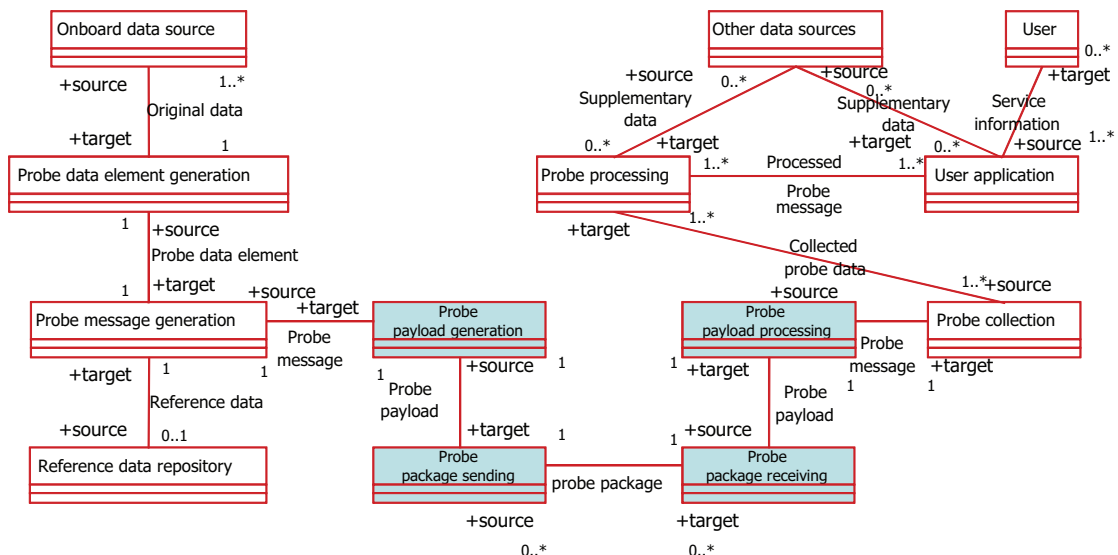 Onboard data source
+source
1..*
Original data
+target
1
Probe data element generation
1
+source
Probe data element
1
+target
Probe message generation
+source
+target
1
Probe
message
1
+target
1
Reference data
+source
0..1
Reference data repository
Probe
payload generation
1
+source
1
Probe
payload
+target
1
Probe
package sending
+source
0..*
probe package
1
+source
Probe
package receiving
+target
0..*
Probe
payload
1
+target
+source
Probe
payload processing
Probe
message
1
1
+target
Probe collection
1..*
+source
Collected
probe data
+target
1..*
Probe processing
0..*
+target
Supplementary
data
+source
0..*
Other data sources
+source
0..*
Supplementary
data
+target
0..*
1..*
Processed
1..*
Probe
message
User application
+source
1..*
Service
information
+target
0..*
User